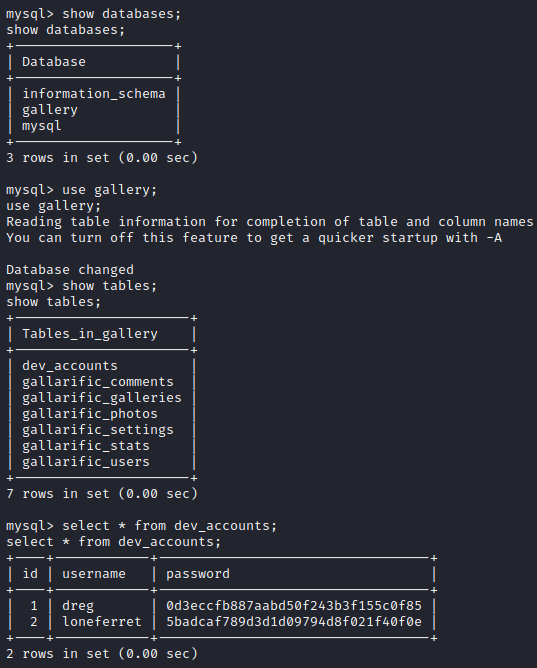 mysql> show databases;
show databases;
+--------------------+
| Database           |
+--------------------+
| information_schema |
| gallery            |
| mysql              |
+--------------------+
3 rows in set (0.00 sec)

mysql> use gallery;
use gallery;
Reading table information for completion of table and column names
You can turn off this feature to get a quicker startup with -A

Database changed
mysql> show tables;
show tables;
+----------------------+
| Tables_in_gallery    |
+----------------------+
| dev_accounts         |
| gallarific_comments  |
| gallarific_galleries |
| gallarific_photos    |
| gallarific_settings  |
| gallarific_stats     |
| gallarific_users     |
+----------------------+
7 rows in set (0.00 sec)

mysql> select * from dev_accounts;
select * from dev_accounts;
+----+------------+----------------------------------+
| id | username   | password                         |
+----+------------+----------------------------------+
|  1 | dreg       | 0d3eccfb887aabd50f243b3f155c0f85 |
|  2 | loneferret | 5badcaf789d3d1d09794d8f021f40f0e |
+----+------------+----------------------------------+
2 rows in set (0.00 sec)